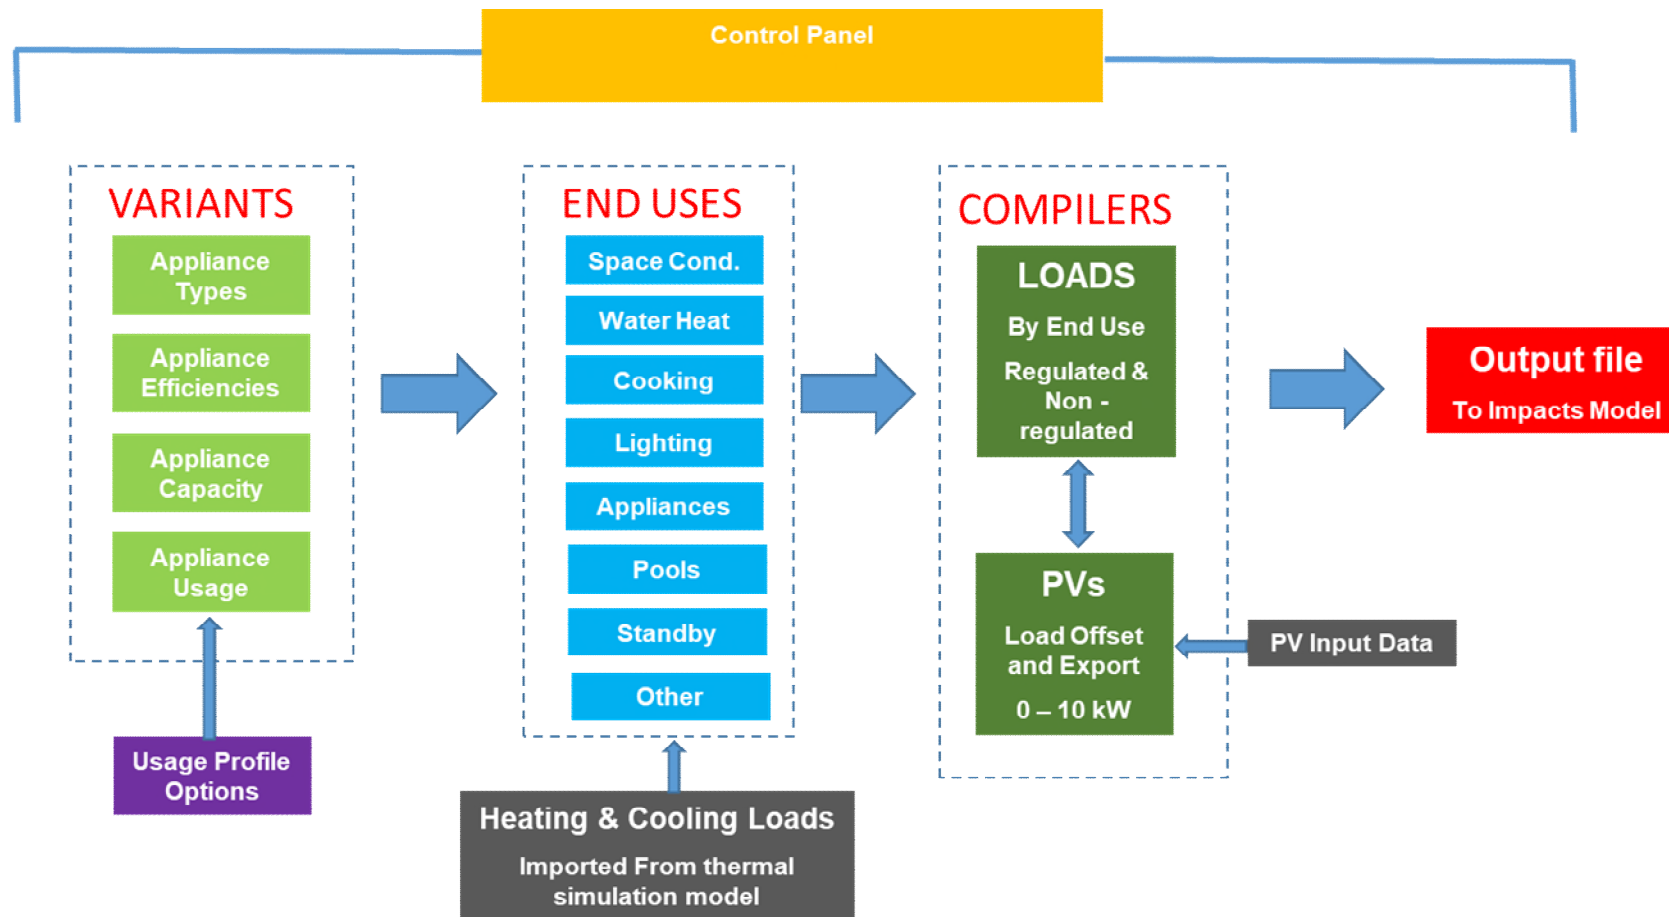 Control Panel
VARIANTS
Appliance
Types
Appliance
Efficiencies
Appliance
Capacity
Appliance
Usage
Usage Profile
Options
END USES
Space Cond.
Water Heat
Cooking
Lighting
Appliances
Pools
Standby
Other
Heating & Cooling Loads
Imported From thermal
simulation model
COMPILERS
LOADS
By End Use
Regulated &
Non -
regulated
PVs
Load Offset
and Export
0 – 10 kW
PV Input Data
Output file
To Impacts Model